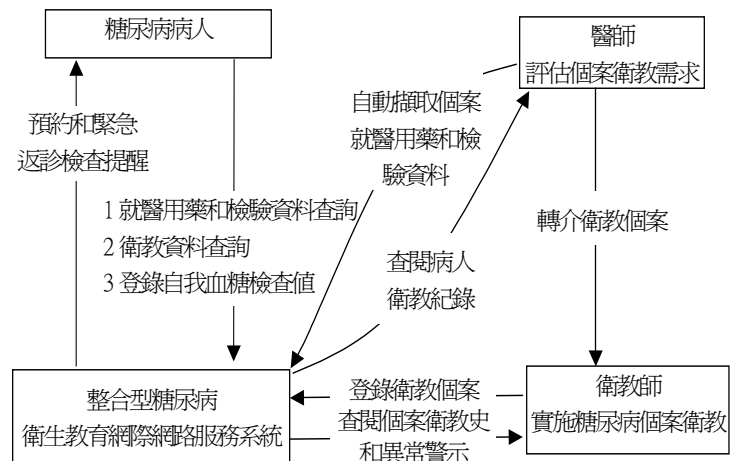 糖尿病病人
醫師
評估個案衛教需求
預約和緊急
返診檢查提醒
自動擷取個案
就醫用藥和檢
驗資料
1 就醫用藥和檢驗資料查詢
2 衛教資料查詢
3 登錄自我血糖檢查值
轉介衛教個案
查閱病人
衛教紀錄
整合型糖尿病
衛生教育網際網路服務系統
登錄衛教個案
查閱個案衛教史
和異常警示
衛教師
實施糖尿病個案衛教